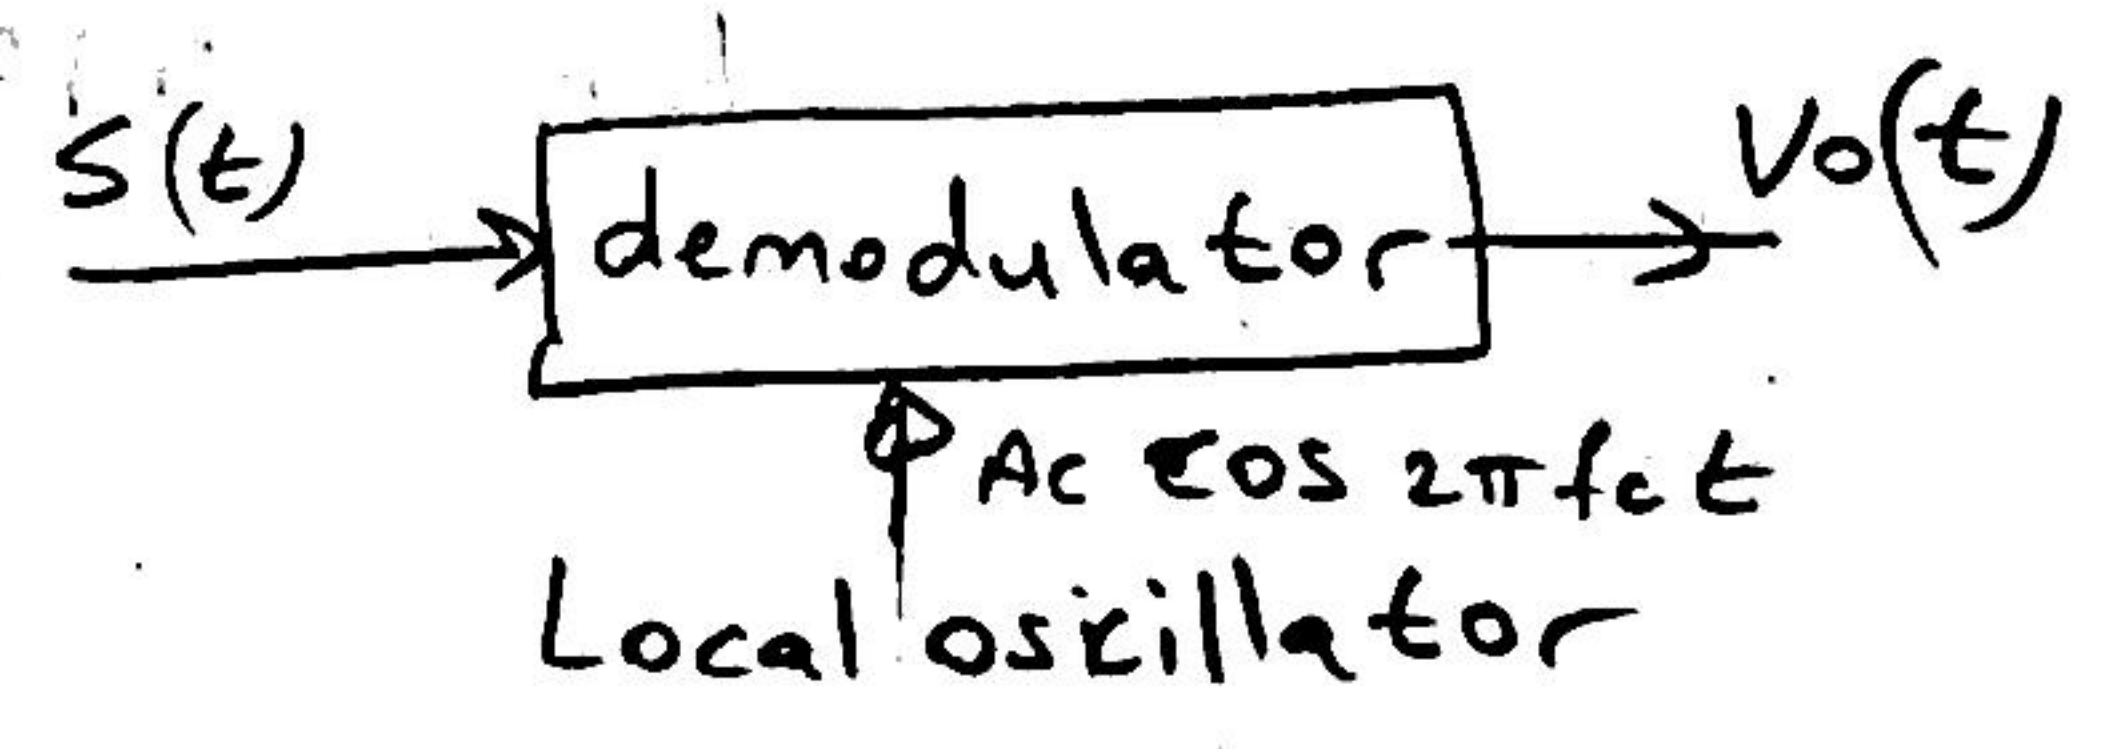 S(t)
demodulator
Vo(t)
Ac cos 2πfct
Local oscillator